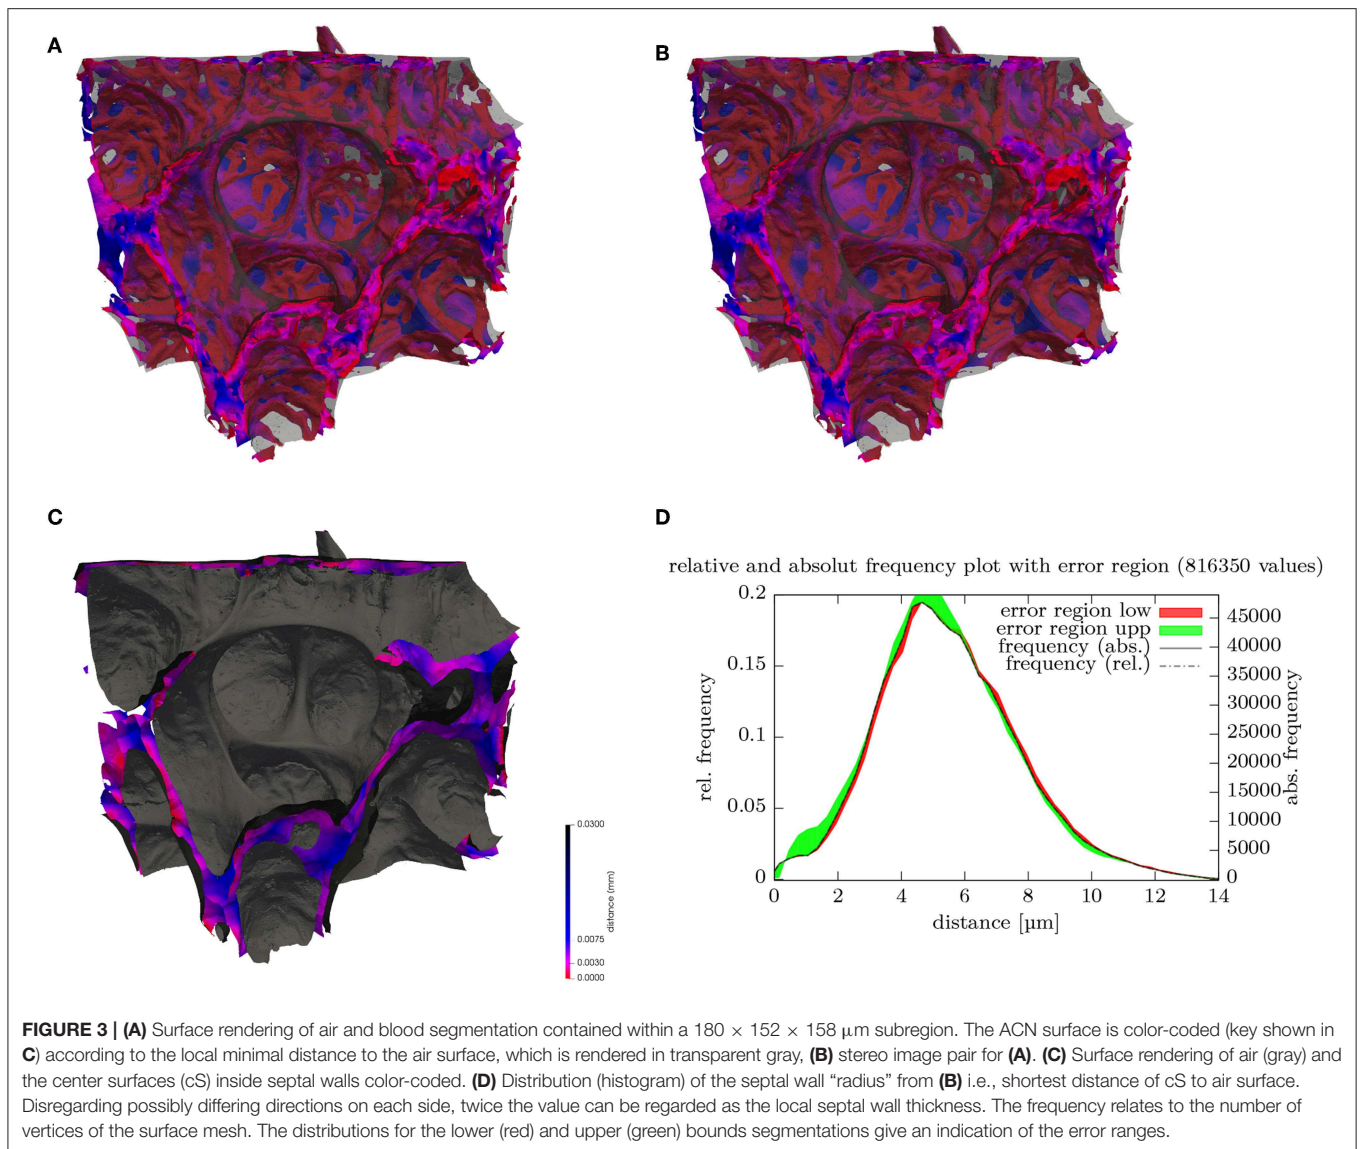 A
B
C
0.0300
0.0075
0.0030
0.0000
distance (mm)
D
relative and absolut frequency plot with error region (816350 values)
0.2
0.15
0.1
0.05
0
rel. frequency
error region low
error region upp
frequency (abs.)
frequency (rel.)
45000
40000
35000
30000
25000
20000
15000
10000
5000
0
abs. frequency
0 2 4 6 8 10 12 14
distance [µm]
FIGURE 3 | (A) Surface rendering of air and blood segmentation contained within a 180 × 152 × 158 µm subregion. The ACN surface is color-coded (key shown in
C) according to the local minimal distance to the air surface, which is rendered in transparent gray, (B) stereo image pair for (A). (C) Surface rendering of air (gray) and
the center surfaces (cS) inside septal walls color-coded. (D) Distribution (histogram) of the septal wall “radius” from (B) i.e., shortest distance of cS to air surface.
Disregarding possibly differing directions on each side, twice the value can be regarded as the local septal wall thickness. The frequency relates to the number of
vertices of the surface mesh. The distributions for the lower (red) and upper (green) bounds segmentations give an indication of the error ranges.